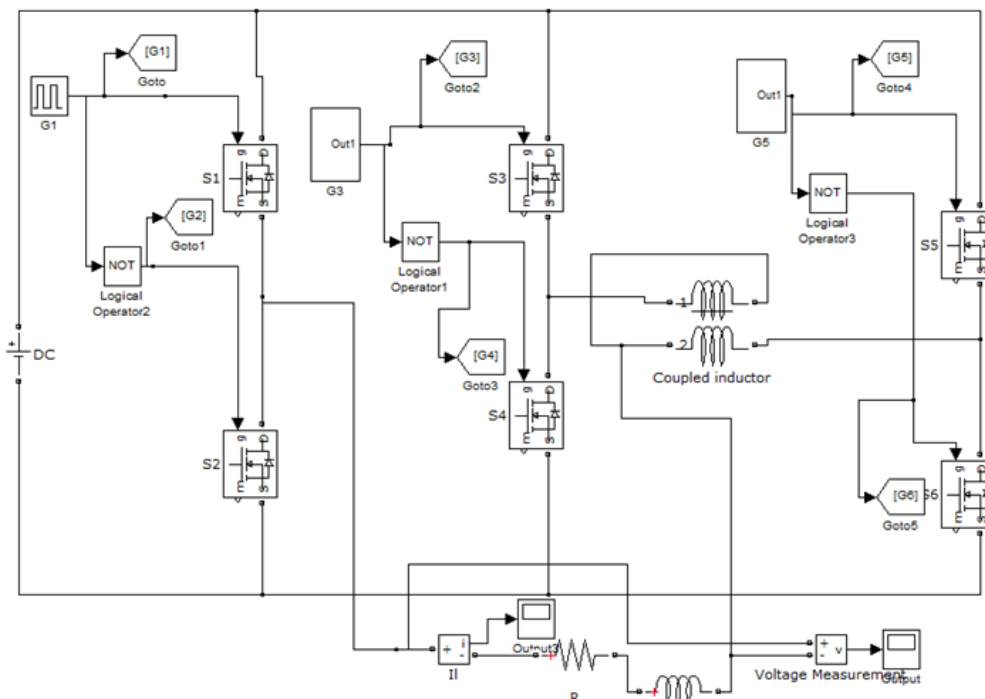 [G1]
Goto
G1
[G3]
Goto2
[G5]
Goto4
Out1
G5
Out1
G3
S1
S3
[G2]
Goto1
NOT
Logical
Operator2
NOT
Logical
Operator1
NOT
Logical
Operator3
S5
1
2
Coupled inductor
DC
[G4]
Goto3
S4
S2
[G6]
Goto5
S6
Output3
Il
R
Voltage Measurement
Output
g
D
m
S
g
D
m
S
g
m
g
D
m
S
g
D
m
S
g
m
i
v